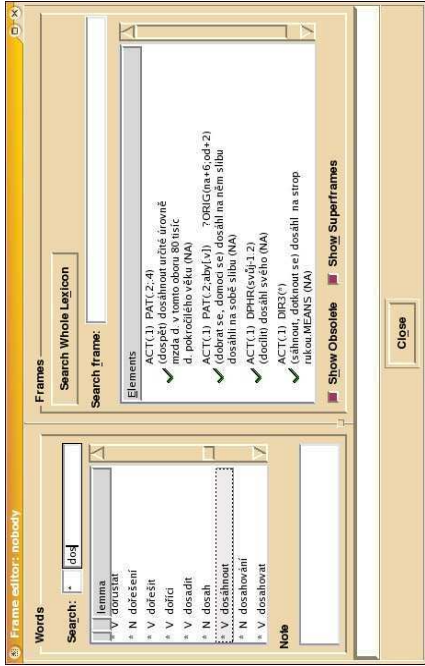 Frame editor: nobody
Words
Search:
*
dos
lemma
* V dorustat
* N dořešení
* V dořešit
* V dořídi
* V dosadit
* N dosah
* V dosáhnout
* N dosahování
* V dosahovat
Note
Frames
Search Whole Lexicon
Search frame:
Elements
ACT(.1) PAT(.2;.4)
(dospět) dosáhnout určité úrovně
mzda d. v tomto oboru 80 tisíc
d. pokročilého věku (NA)
ACT(.1) PAT(.2;aby[.v]) ?ORIG(na+6;od+2)
(dobrat se, domoci se) dosáhl na něm slibu
dosáhli na sobě slibu (NA)
ACT(.1) DPHR(svůj-1.2)
(docílit) dosáhl svého (NA)
ACT(.1) DIR3(*)
(sáhnout, dotknout se) dosáhl na strop
rukou.MEANS (NA)
Show Obsolete
Show Superframes
Close